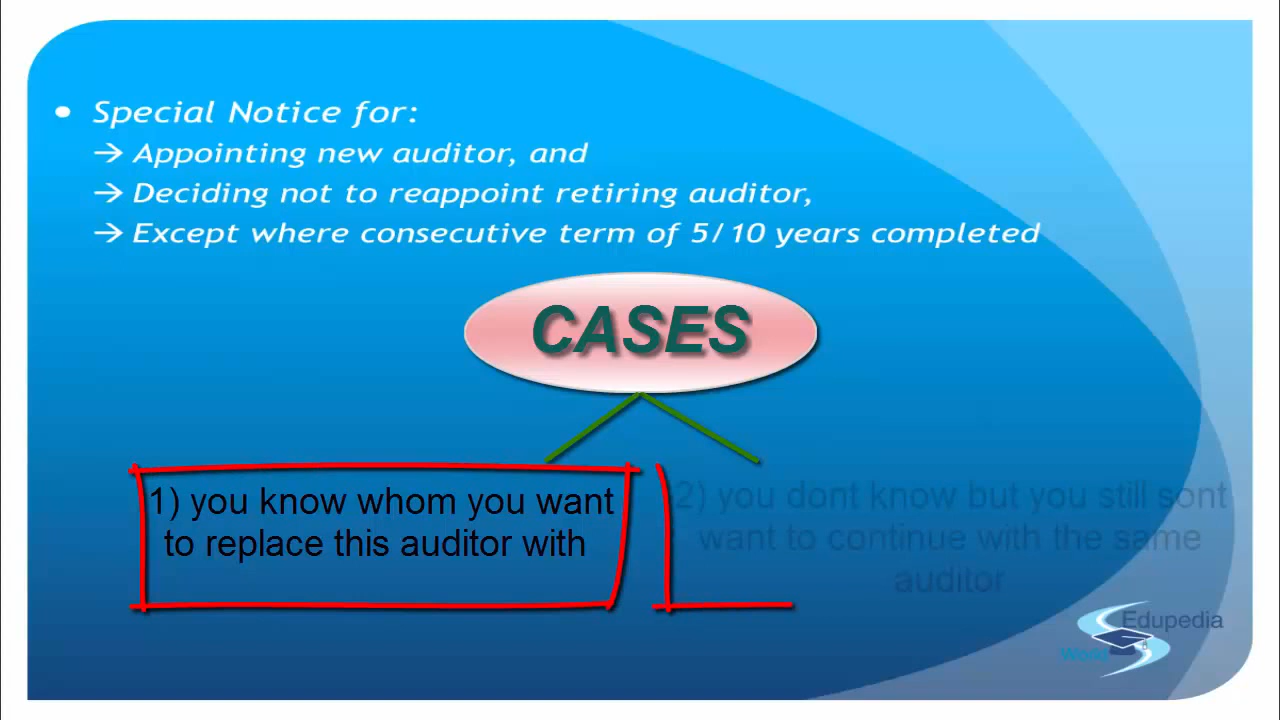 • Special Notice for:
→ Appointing new auditor, and
→ Deciding not to reappoint retiring auditor,
→ Except where consecutive term of 5/10 years completed
CASES
1) you know whom you want
to replace this auditor with
2) you dont know but you still sont
want to continue with the same
auditor
Edupedia
World